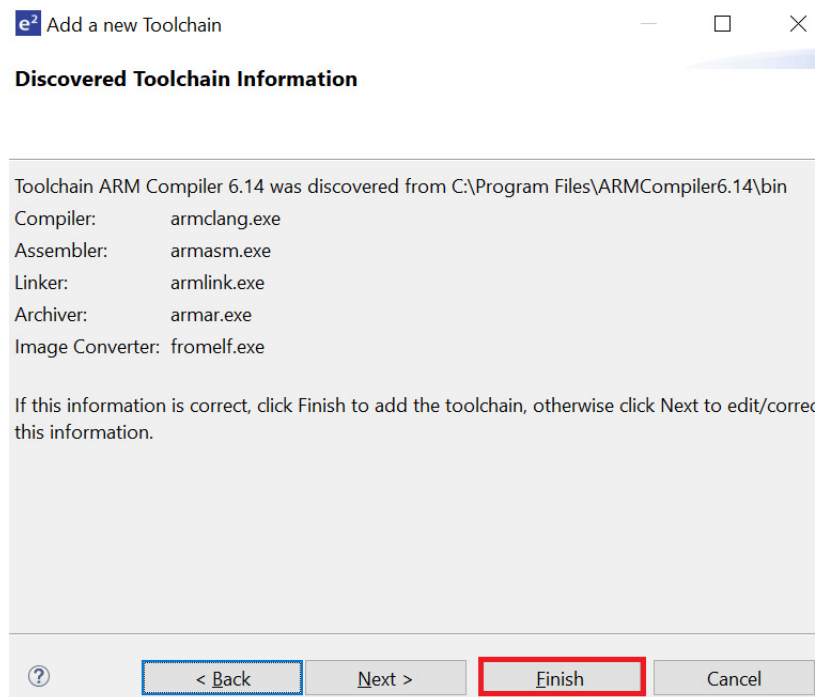 e² Add a new Toolchain
Discovered Toolchain Information
Toolchain ARM Compiler 6.14 was discovered from C:\Program Files\ARMCompiler6.14\bin
Compiler: armclang.exe
Assembler: armasm.exe
Linker: armlink.exe
Archiver: armar.exe
Image Converter: fromelf.exe
If this information is correct, click Finish to add the toolchain, otherwise click Next to edit/correc
this information.
? < Back Next > Finish Cancel